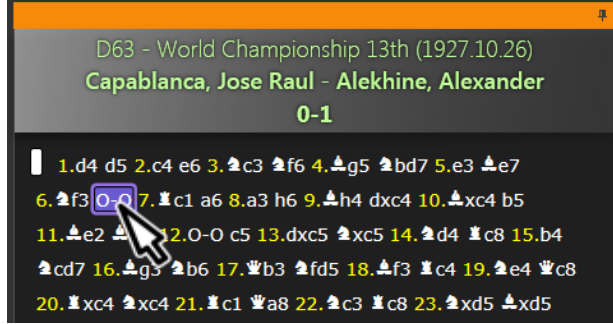 D63 - World Championship 13th (1927.10.26)
Capablanca, Jose Raul - Alekhine, Alexander
0-1
1.d4 d5 2.c4 e6 3.♞c3 ♞f6 4.♝g5 ♞bd7 5.e3 ♝e7
6.♞f3 O-O 7.♜c1 a6 8.a3 h6 9.♝h4 dxc4 10.♝xc4 b5
11.♝e2 12.O-O c5 13.dxc5 ♞xc5 14.♞d4 ♜c8 15.b4
♞cd7 16.♝g3 ♞b6 17.♛b3 ♞fd5 18.♝f3 ♜c4 19.♞e4 ♛c8
20.♜xc4 ♞xc4 21.♜c1 ♛a8 22.♞c3 ♜c8 23.♞xd5 ♝xd5